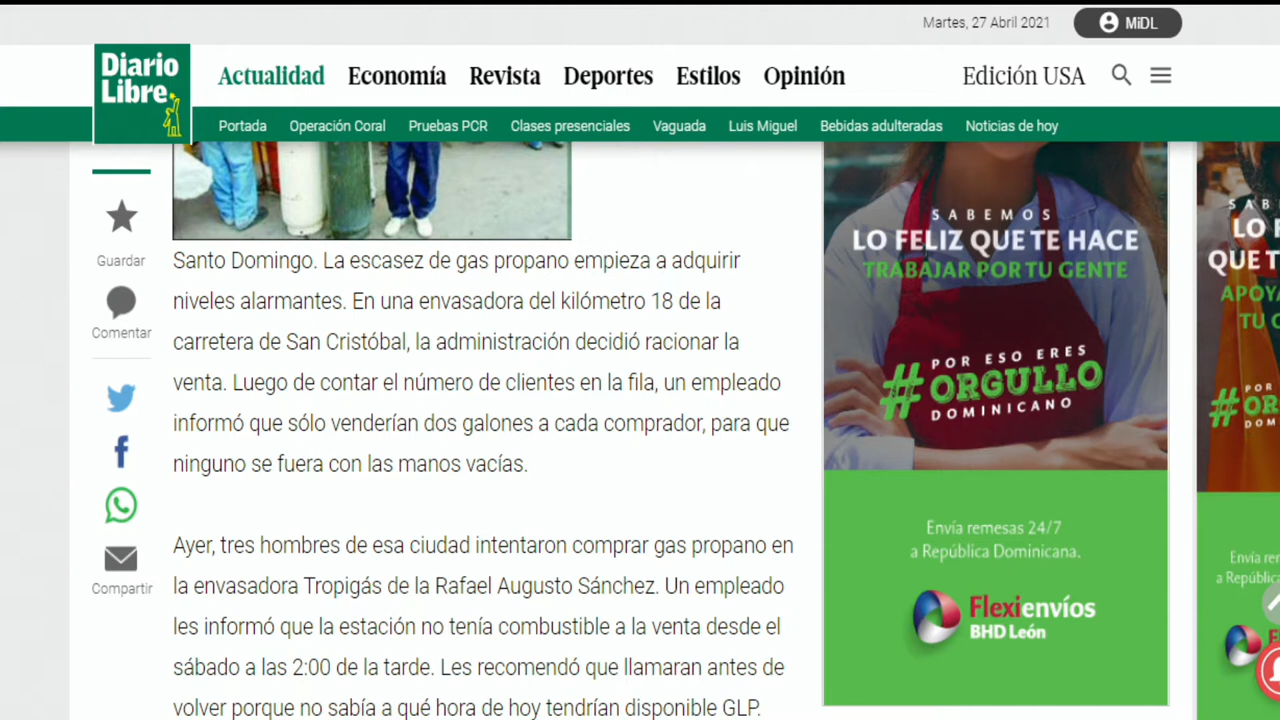 Martes, 27 Abril 2021
MiDL
Diario
Libre
Actualidad Economía Revista Deportes Estilos Opinión
Edición USA
Portada Operación Coral Pruebas PCR Clases presenciales Vaguada Luis Miguel Bebidas adulteradas Noticias de hoy
Guardar
Comentar
Compartir
Santo Domingo. La escasez de gas propano empieza a adquirir
niveles alarmantes. En una envasadora del kilómetro 18 de la
carretera de San Cristóbal, la administración decidió racionar la
venta. Luego de contar el número de clientes en la fila, un empleado
informó que sólo venderían dos galones a cada comprador, para que
ninguno se fuera con las manos vacías.
Ayer, tres hombres de esa ciudad intentaron comprar gas propano en
la envasadora Tropigás de la Rafael Augusto Sánchez. Un empleado
les informó que la estación no tenía combustible a la venta desde el
sábado a las 2:00 de la tarde. Les recomendó que llamaran antes de
volver porque no sabía a qué hora de hoy tendrían disponible GLP.
SABEMOS
LO FELIZ QUE TE HACE
TRABAJAR POR TU GENTE
POR ESO ERES
#ORGULLO
DOMINICANO
Envía remesas 24/7
a República Dominicana.
Flexienvíos
BHD León